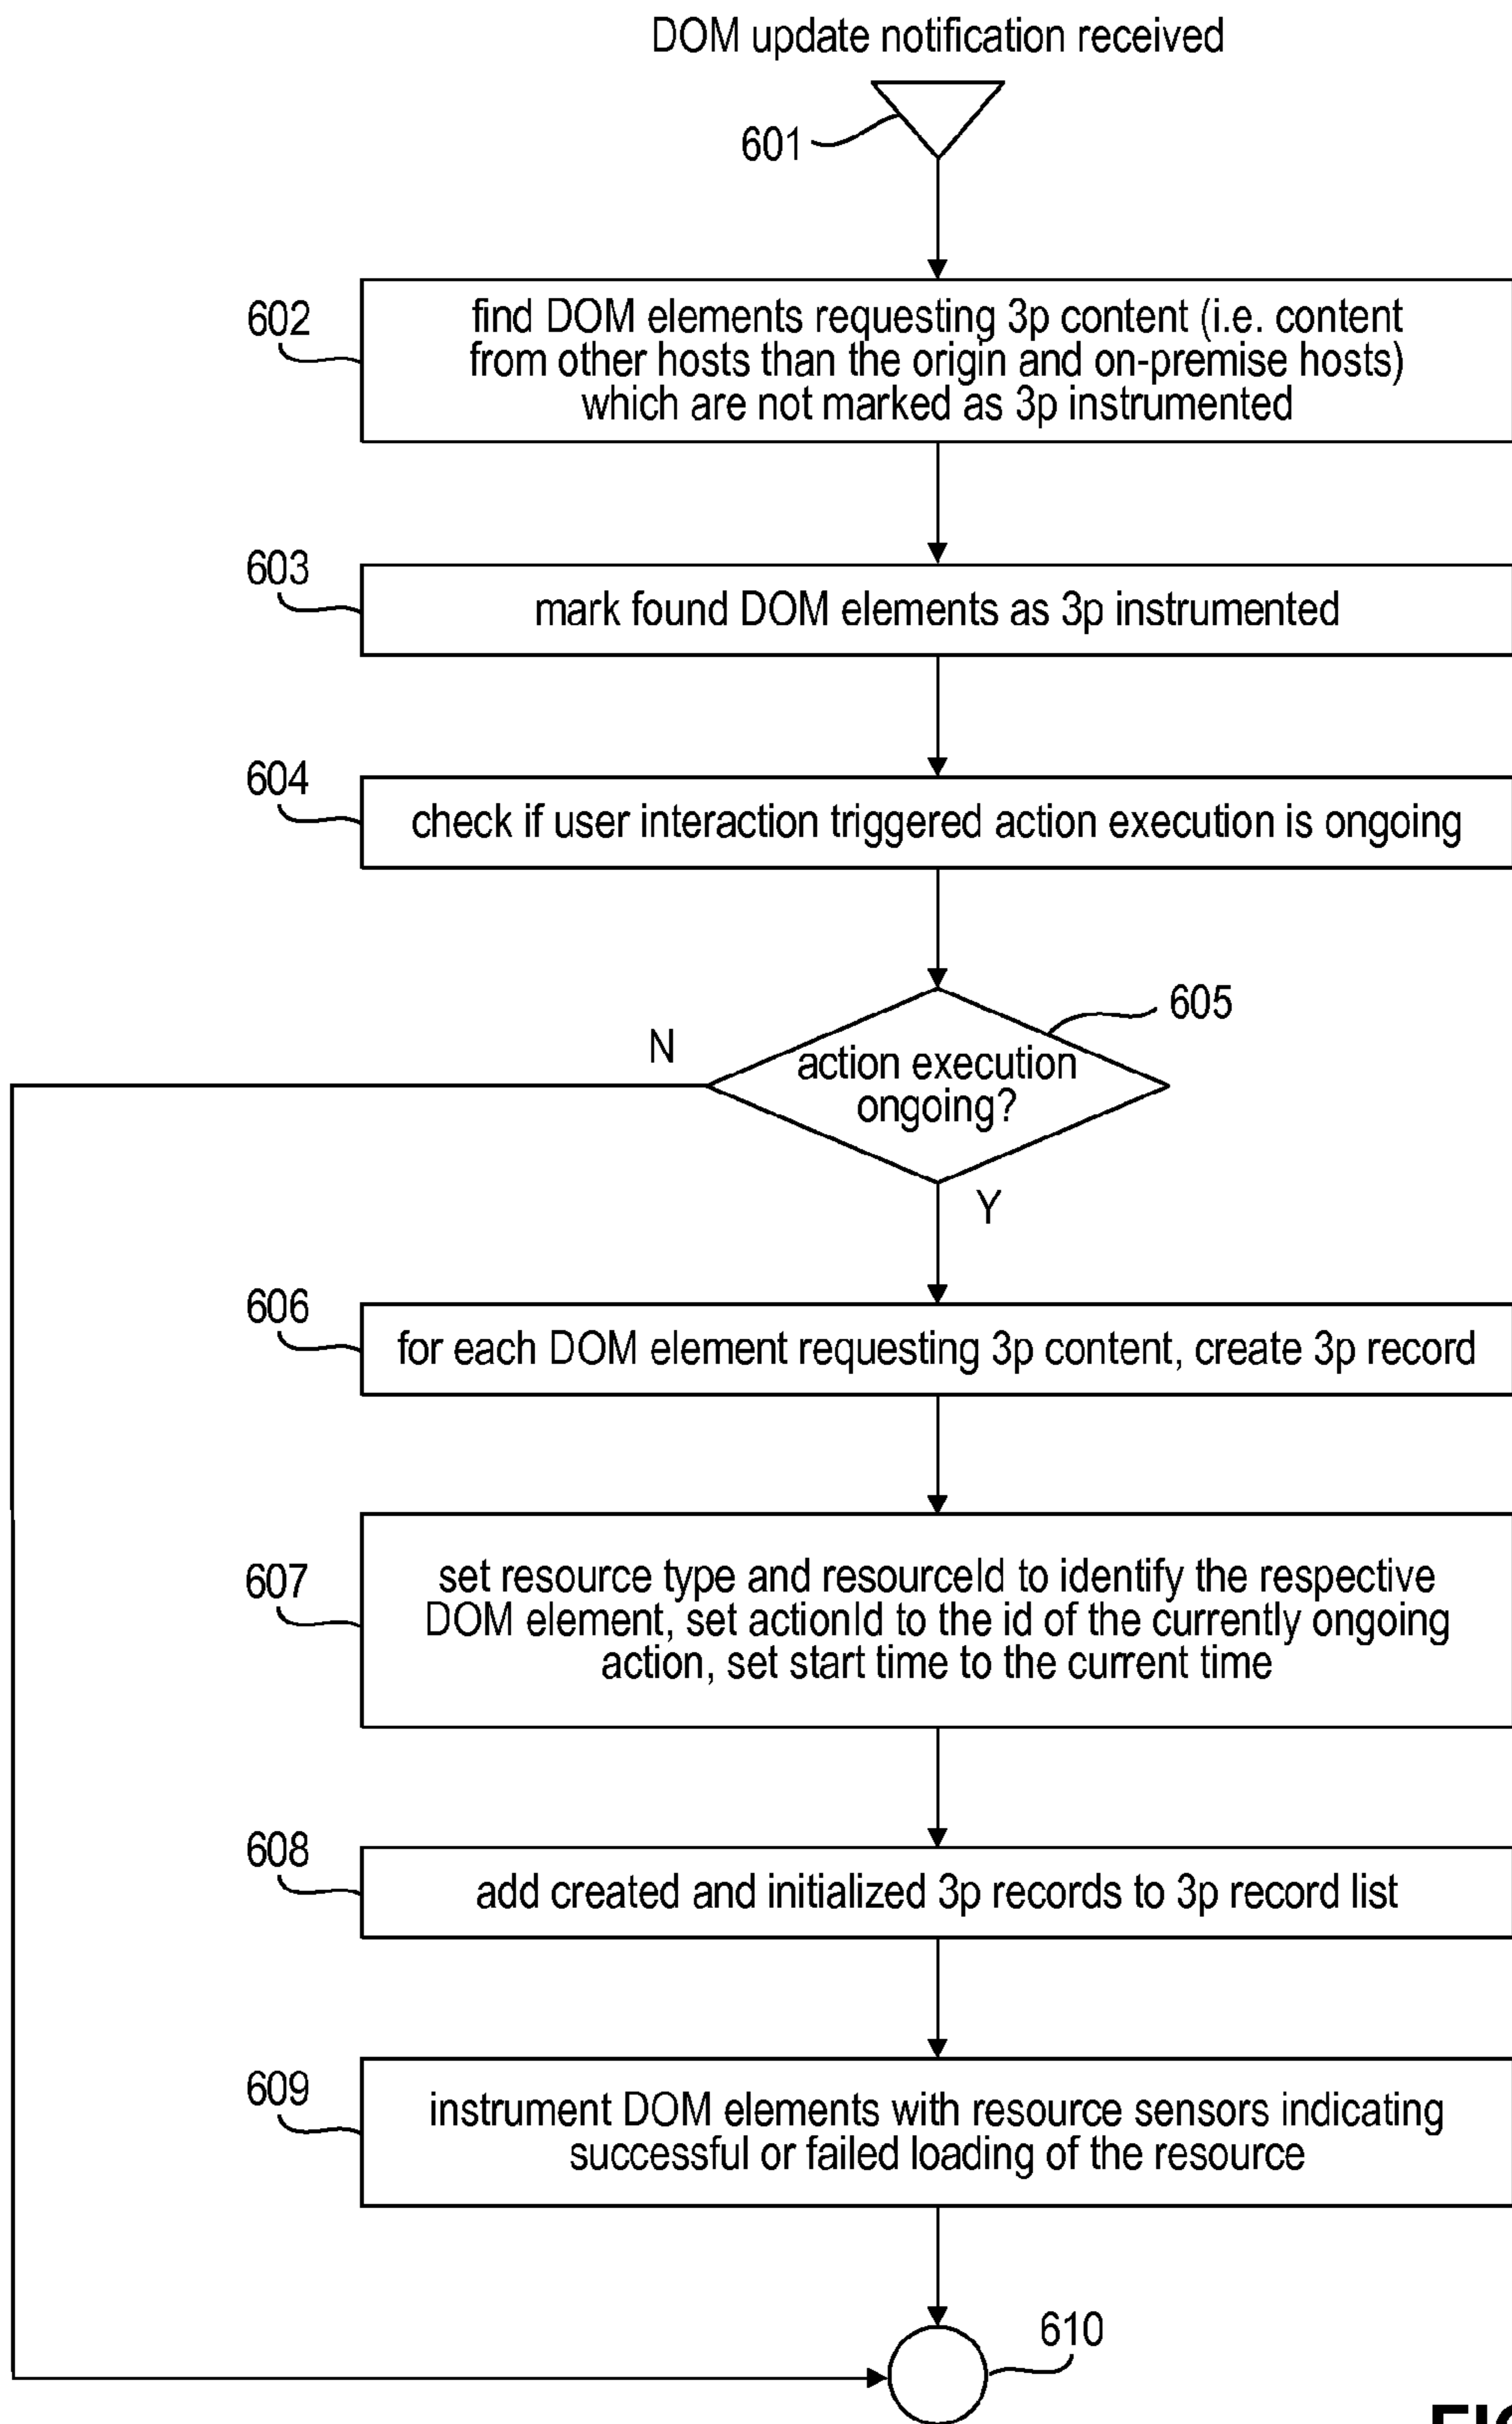 DOM update notification received
601
602
find DOM elements requesting 3p content (i.e. content
from other hosts than the origin and on-premise hosts)
which are not marked as 3p instrumented
603
mark found DOM elements as 3p instrumented
604
check if user interaction triggered action execution is ongoing
605
N
action execution
ongoing?
Y
606
for each DOM element requesting 3p content, create 3p record
607
set resource type and resourceId to identify the respective
DOM element, set actionId to the id of the currently ongoing
action, set start time to the current time
608
add created and initialized 3p records to 3p record list
609
instrument DOM elements with resource sensors indicating
successful or failed loading of the resource
610